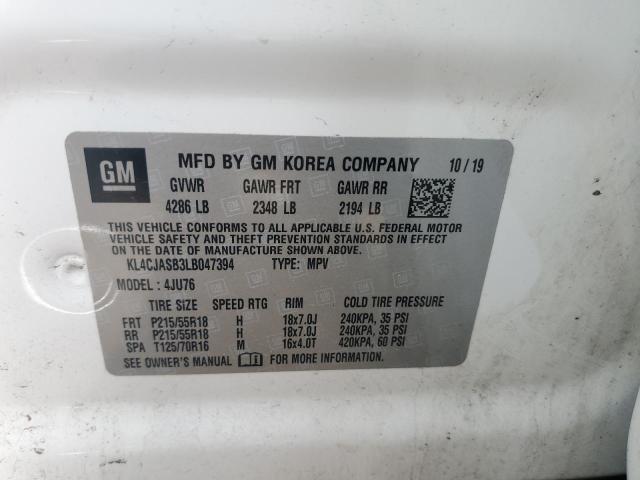 GM MFD BY GM KOREA COMPANY 10/19
GVWR GAWR FRT GAWR RR
4286 LB 2348 LB 2194 LB
THIS VEHICLE CONFORMS TO ALL APPLICABLE U.S. FEDERAL MOTOR
VEHICLE SAFETY AND THEFT PREVENTION STANDARDS IN EFFECT ON
THE DATE OF MANUFACTURE SHOWN ABOVE.
KL4CJASB3LB047394 TYPE: MPV
MODEL: 4JU76
TIRE SIZE SPEED RTG RIM COLD TIRE PRESSURE
FRT P215/55R18 H 18x7.0J 240KPA, 35 PSI
RR P215/55R18 H 18x7.0J 240KPA, 35 PSI
SPA T125/70R16 M 16x4.0T 420KPA, 60 PSI
SEE OWNER'S MANUAL FOR MORE INFORMATION.